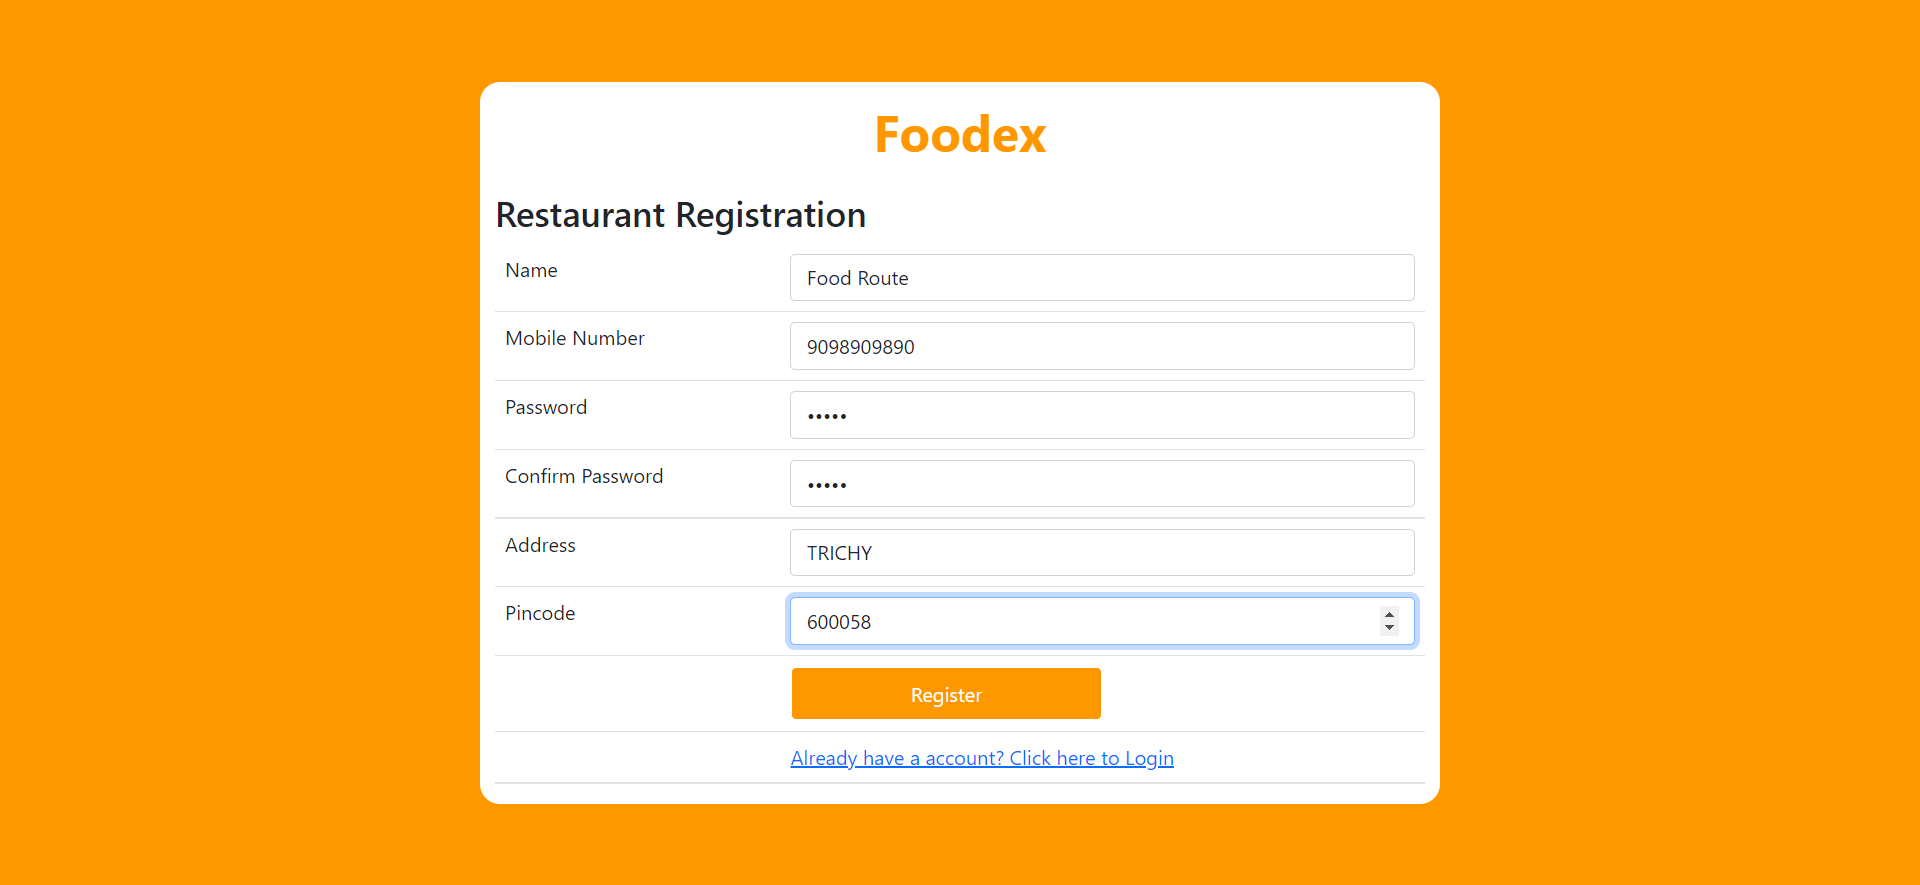 Foodex
Restaurant Registration
Name Food Route
Mobile Number 9098909890
Password •••••
Confirm Password •••••
Address TRICHY
Pincode 600058
Register
Already have a account? Click here to Login